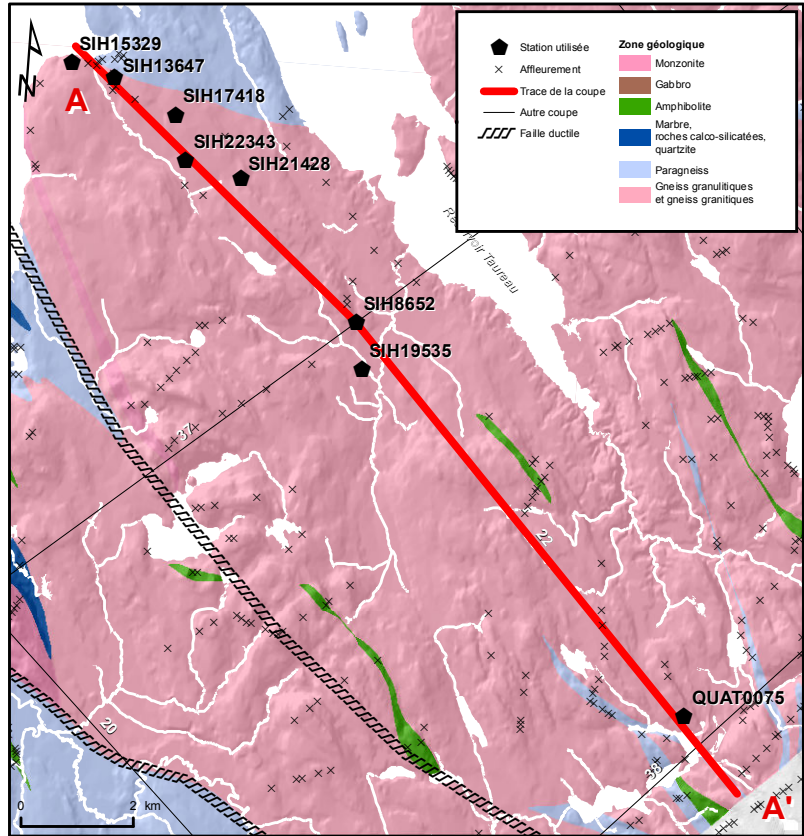 SIH15329
SIH13647
A
N
SIH17418
SIH22343
SIH21428
Réservoir Taureau
SIH8652
SIH19535
37
22
QUAT0075
38
20
A'
0 2 km
Station utilisée
Affleurement
Trace de la coupe
Autre coupe
Faille ductile
Zone géologique
Monzonite
Gabbro
Amphibolite
Marbre,
roches calco-silicatées,
quartzite
Paragneiss
Gneiss granulitiques
et gneiss granitiques